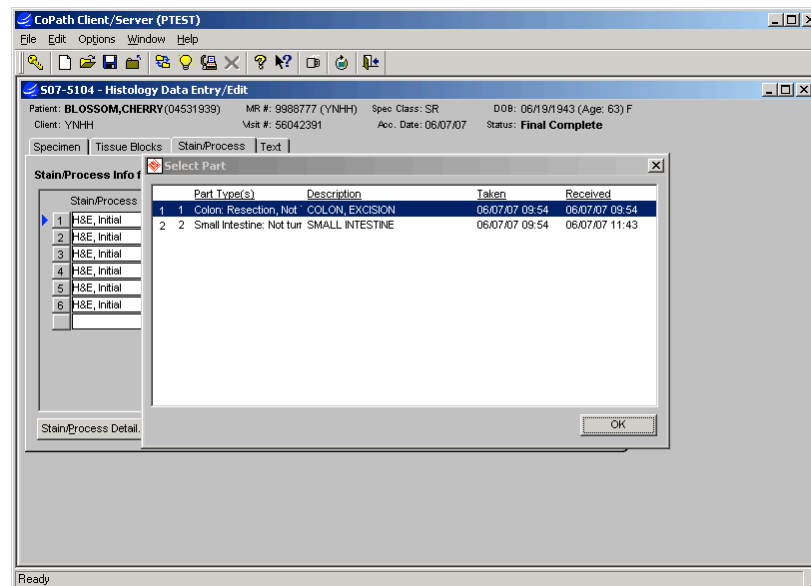 CoPath Client/Server (PTEST)
File Edit Options Window Help
S07-5104 - Histology Data Entry/Edit
Patient: BLOSSOM,CHERRY(04531939) MR #: 9988777 (YNHH) Spec Class: SR DOB: 06/19/1943 (Age: 63) F
Client: YNHH Visit #: 56042391 Acc. Date: 06/07/07 Status: Final Complete
Specimen Tissue Blocks Stain/Process Text
Stain/Process Info f
Select Part
Stain/Process
1 H&E, Initial
2 H&E, Initial
3 H&E, Initial
4 H&E, Initial
5 H&E, Initial
6 H&E, Initial
Part Type(s) Description Taken Received
1 1 Colon: Resection, Not COLON, EXCISION 06/07/07 09:54 06/07/07 09:54
2 2 Small Intestine: Not tum SMALL INTESTINE 06/07/07 09:54 06/07/07 11:43
OK
Stain/Process Detail.
Ready